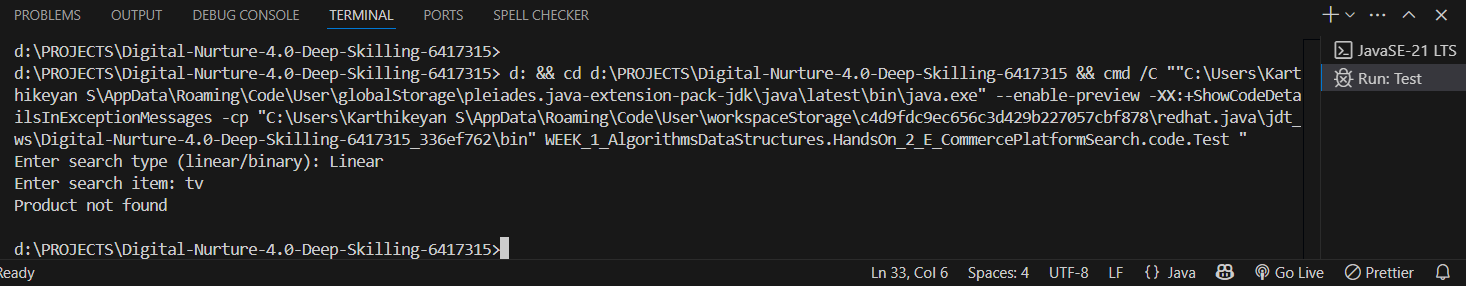 PROBLEMS OUTPUT DEBUG CONSOLE TERMINAL PORTS SPELL CHECKER
d:\PROJECTS\Digital-Nurture-4.0-Deep-Skilling-6417315>
d:\PROJECTS\Digital-Nurture-4.0-Deep-Skilling-6417315> d: && cd d:\PROJECTS\Digital-Nurture-4.0-Deep-Skilling-6417315 && cmd /C ""C:\Users\Kart
hikeyan S\AppData\Roaming\Code\User\globalStorage\pleiades.java-extension-pack-jdk\java\latest\bin\java.exe" --enable-preview -XX:+ShowCodeDeta
ilsInExceptionMessages -cp "C:\Users\Karthikeyan S\AppData\Roaming\Code\User\workspaceStorage\c4d9fdc9ec656c3d429b227057cbf878\redhat.java\jdt_
ws\Digital-Nurture-4.0-Deep-Skilling-6417315_336ef762\bin" WEEK_1_AlgorithmsDataStructures.HandsOn_2_E_CommercePlatformSearch.code.Test "
Enter search type (linear/binary): Linear
Enter search item: tv
Product not found
d:\PROJECTS\Digital-Nurture-4.0-Deep-Skilling-6417315>
JavaSE-21 LTS
Run: Test
Ready Ln 33, Col 6 Spaces: 4 UTF-8 LF {} Java Go Live Prettier